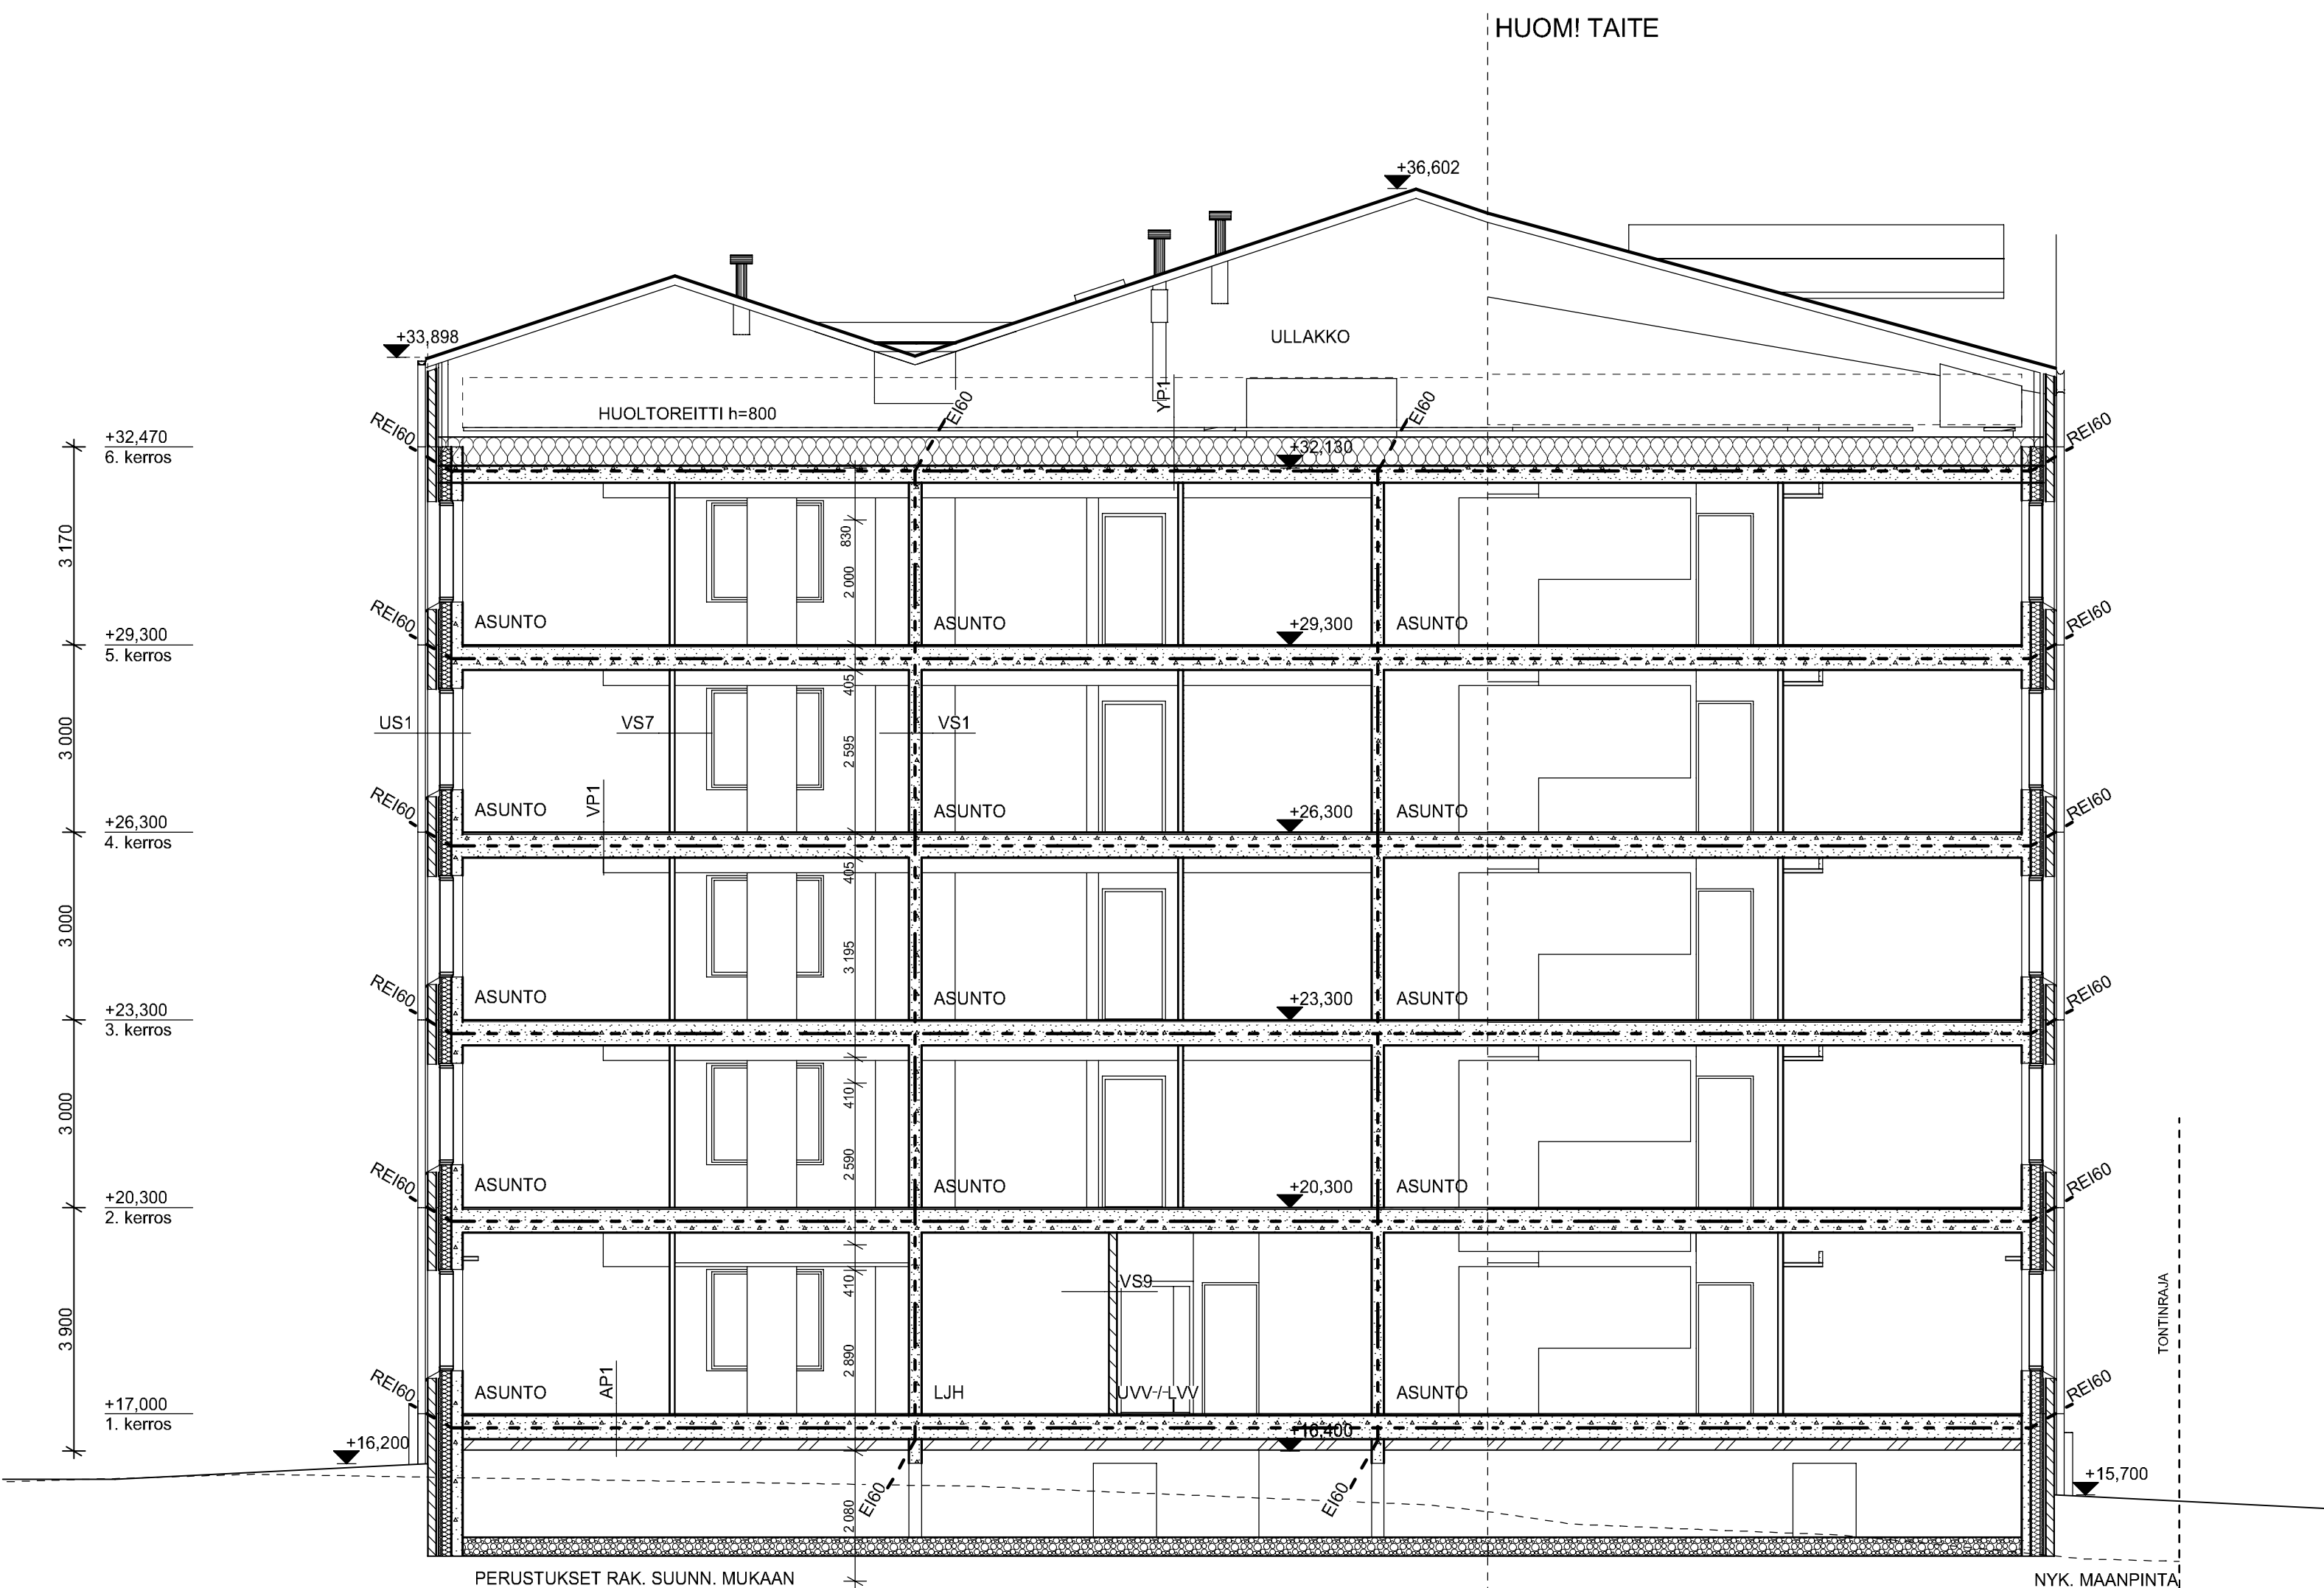 HUOM! TAITE
+36,602
+33,898
ULLAKKO
YP1
HUOLTOREITTI h=800
EI60
EI60
REI60
REI60
+32,470
6. kerros
+32,130
3 170
830
2 000
REI60
REI60
ASUNTO
ASUNTO
+29,300
ASUNTO
+29,300
5. kerros
405
US1
VS7
VS1
3 000
2 595
VP1
REI60
REI60
ASUNTO
ASUNTO
+26,300
ASUNTO
+26,300
4. kerros
405
3 000
3 195
REI60
REI60
ASUNTO
ASUNTO
+23,300
ASUNTO
+23,300
3. kerros
410
3 000
2 590
REI60
REI60
ASUNTO
ASUNTO
+20,300
ASUNTO
+20,300
2. kerros
410
VS9
3 900
2 890
TONTINRAJA
AP1
REI60
REI60
ASUNTO
LJH
UVV-/-LVV
ASUNTO
+17,000
1. kerros
+16,400
+16,200
+15,700
EI60
EI60
2 080
PERUSTUKSET RAK. SUUNN. MUKAAN
NYK. MAANPINTA